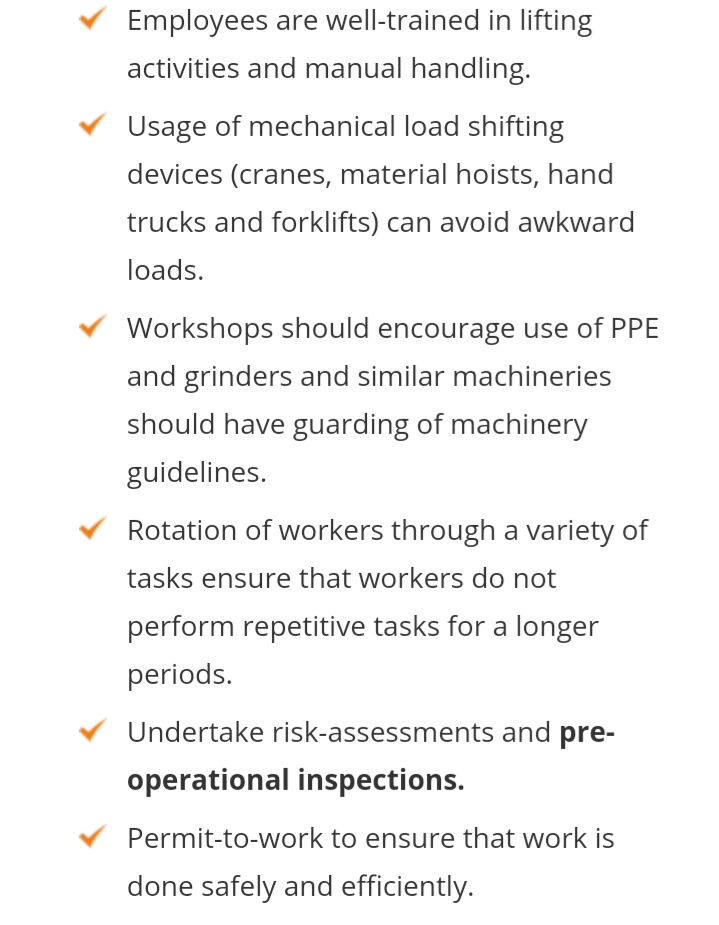 Employees are well-trained in lifting
activities and manual handling.
Usage of mechanical load shifting
devices (cranes, material hoists, hand
trucks and forklifts) can avoid awkward
loads.
Workshops should encourage use of PPE
and grinders and similar machineries
should have guarding of machinery
guidelines.
Rotation of workers through a variety of
tasks ensure that workers do not
perform repetitive tasks for a longer
periods.
Undertake risk-assessments and pre-
operational inspections.
Permit-to-work to ensure that work is
done safely and efficiently.